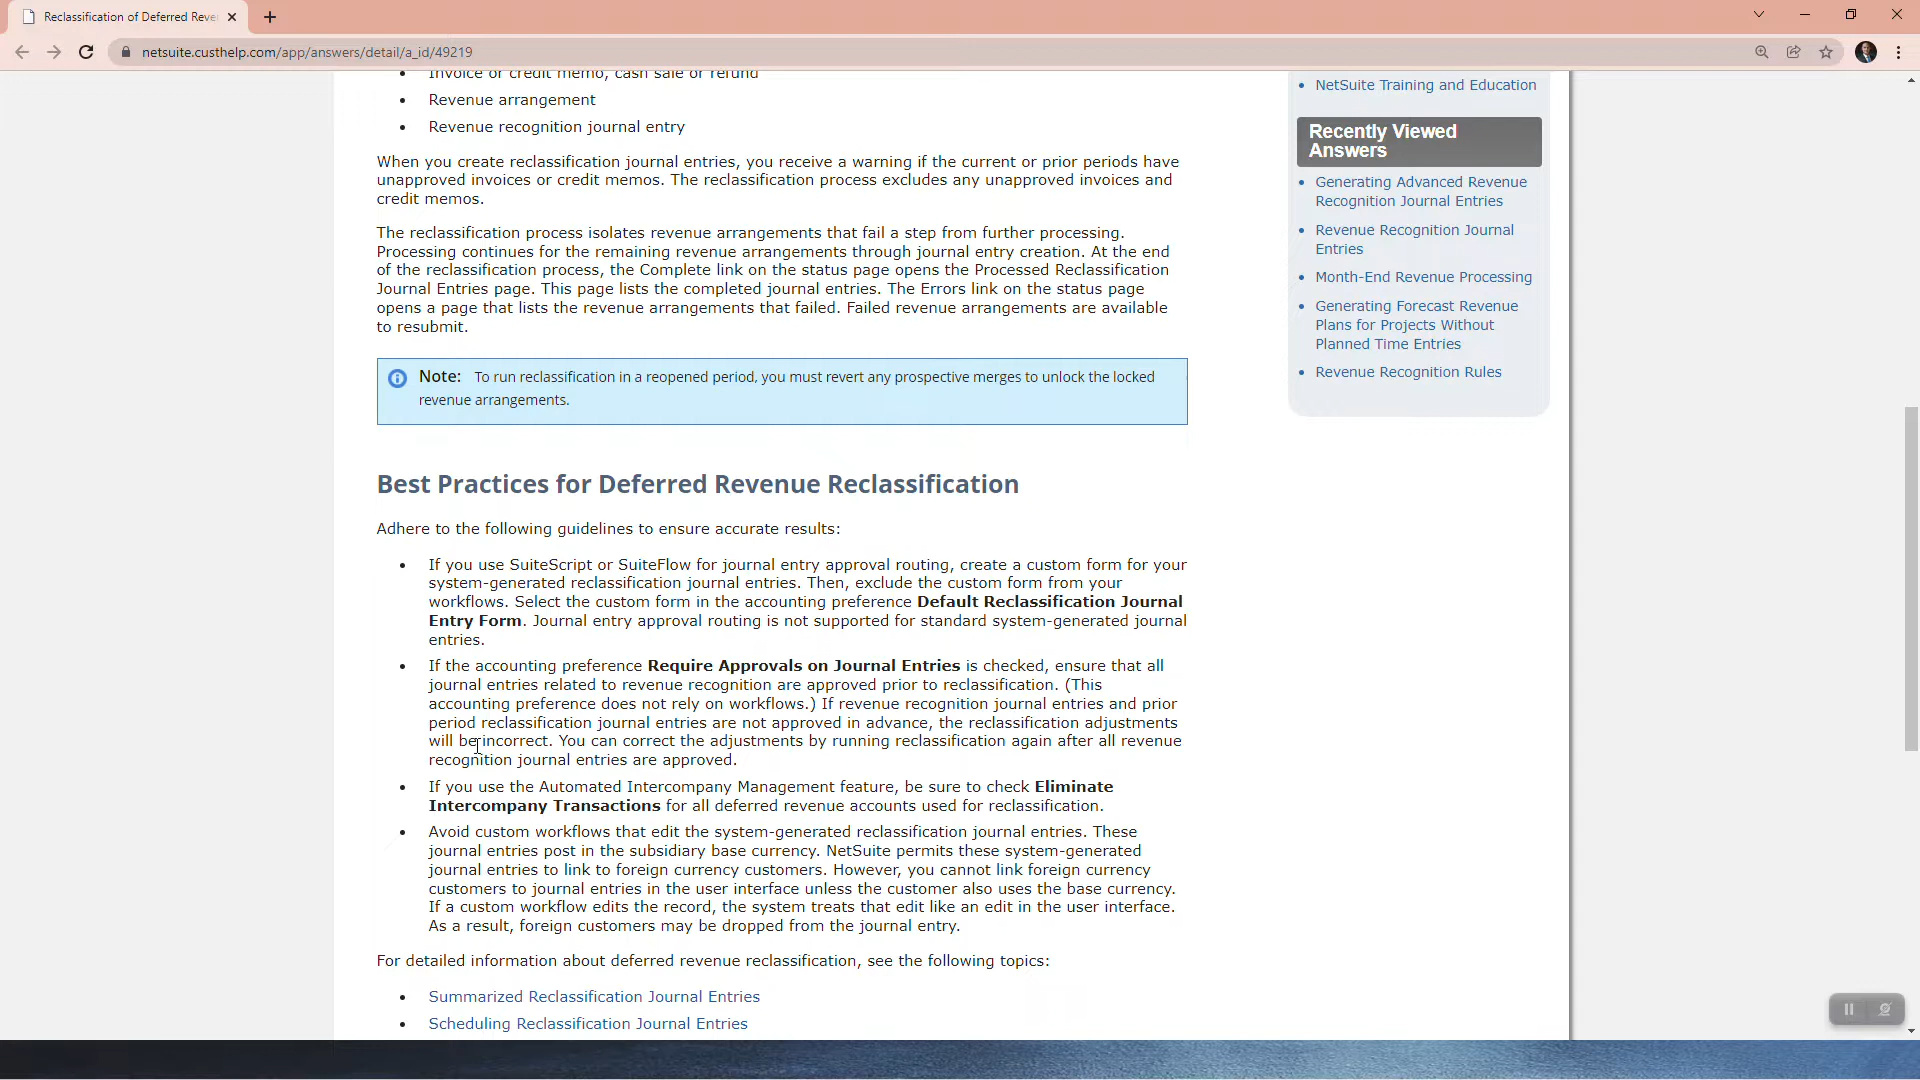 Reclassification of Deferred Reve
netsuite.custhelp.com/app/answers/detail/a_id/49219
Invoice or credit memo, cash sale or refund
Revenue arrangement
Revenue recognition journal entry
When you create reclassification journal entries, you receive a warning if the current or prior periods have
unapproved invoices or credit memos. The reclassification process excludes any unapproved invoices and
credit memos.
The reclassification process isolates revenue arrangements that fail a step from further processing.
Processing continues for the remaining revenue arrangements through journal entry creation. At the end
of the reclassification process, the Complete link on the status page opens the Processed Reclassification
Journal Entries page. This page lists the completed journal entries. The Errors link on the status page
opens a page that lists the revenue arrangements that failed. Failed revenue arrangements are available
to resubmit.
Note: To run reclassification in a reopened period, you must revert any prospective merges to unlock the locked
revenue arrangements.
Best Practices for Deferred Revenue Reclassification
Adhere to the following guidelines to ensure accurate results:
If you use SuiteScript or SuiteFlow for journal entry approval routing, create a custom form for your
system-generated reclassification journal entries. Then, exclude the custom form from your
workflows. Select the custom form in the accounting preference Default Reclassification Journal
Entry Form. Journal entry approval routing is not supported for standard system-generated journal
entries.
If the accounting preference Require Approvals on Journal Entries is checked, ensure that all
journal entries related to revenue recognition are approved prior to reclassification. (This
accounting preference does not rely on workflows.) If revenue recognition journal entries and prior
period reclassification journal entries are not approved in advance, the reclassification adjustments
will be incorrect. You can correct the adjustments by running reclassification again after all revenue
recognition journal entries are approved.
If you use the Automated Intercompany Management feature, be sure to check Eliminate
Intercompany Transactions for all deferred revenue accounts used for reclassification.
Avoid custom workflows that edit the system-generated reclassification journal entries. These
journal entries post in the subsidiary base currency. NetSuite permits these system-generated
journal entries to link to foreign currency customers. However, you cannot link foreign currency
customers to journal entries in the user interface unless the customer also uses the base currency.
If a custom workflow edits the record, the system treats that edit like an edit in the user interface.
As a result, foreign customers may be dropped from the journal entry.
For detailed information about deferred revenue reclassification, see the following topics:
Summarized Reclassification Journal Entries
Scheduling Reclassification Journal Entries
NetSuite Training and Education
Recently Viewed
Answers
Generating Advanced Revenue
Recognition Journal Entries
Revenue Recognition Journal
Entries
Month-End Revenue Processing
Generating Forecast Revenue
Plans for Projects Without
Planned Time Entries
Revenue Recognition Rules